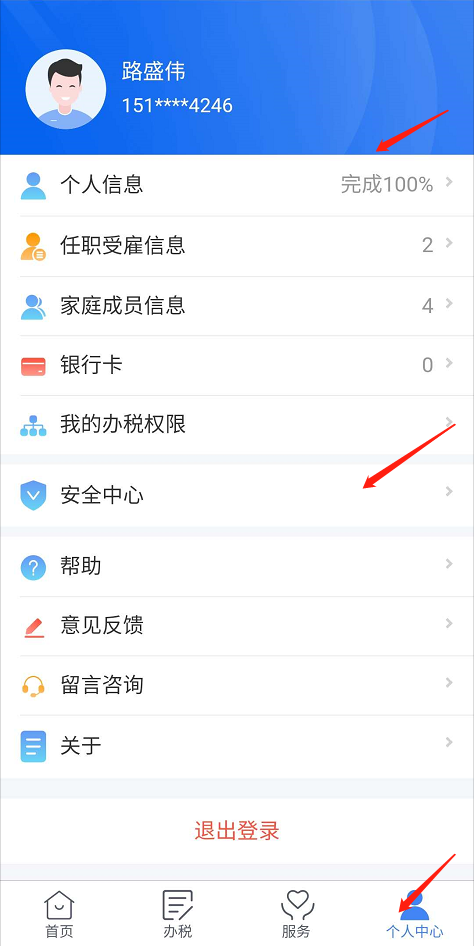 路盛伟
151****4246
个人信息 完成100%
任职受雇信息 2
家庭成员信息 4
银行卡 0
我的办税权限
安全中心
帮助
意见反馈
留言咨询
关于
退出登录
首页 办税 服务 个人中心